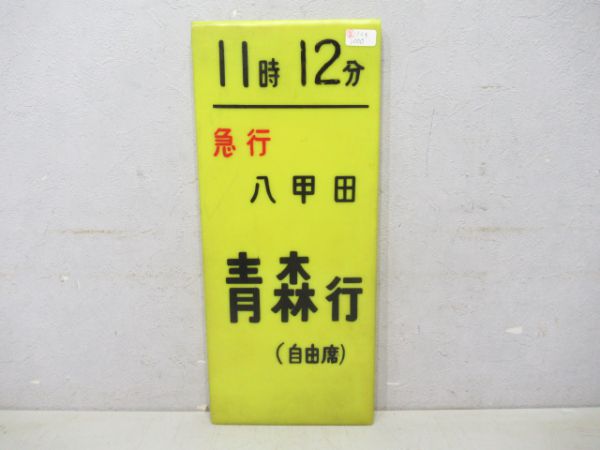 11時12分
急行
八甲田
青森行
(自由席)